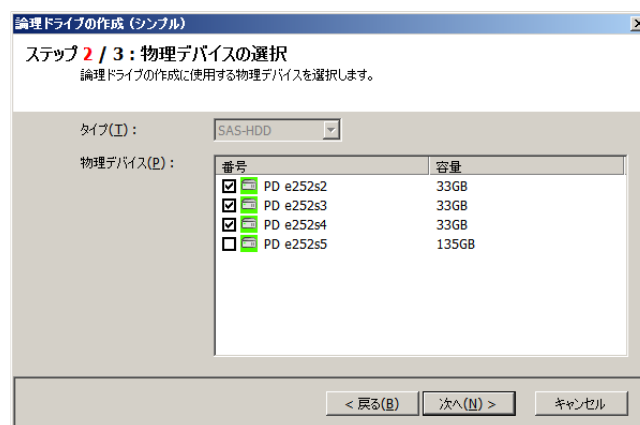 論理ドライブの作成 (シンプル)
ステップ 2 / 3 : 物理デバイスの選択
論理ドライブの作成に使用する物理デバイスを選択します。
タイプ(T) : SAS-HDD
物理デバイス(P) :
番号 容量
PD e252s2 33GB
PD e252s3 33GB
PD e252s4 33GB
PD e252s5 135GB
< 戻る(B) 次へ(N) > キャンセル